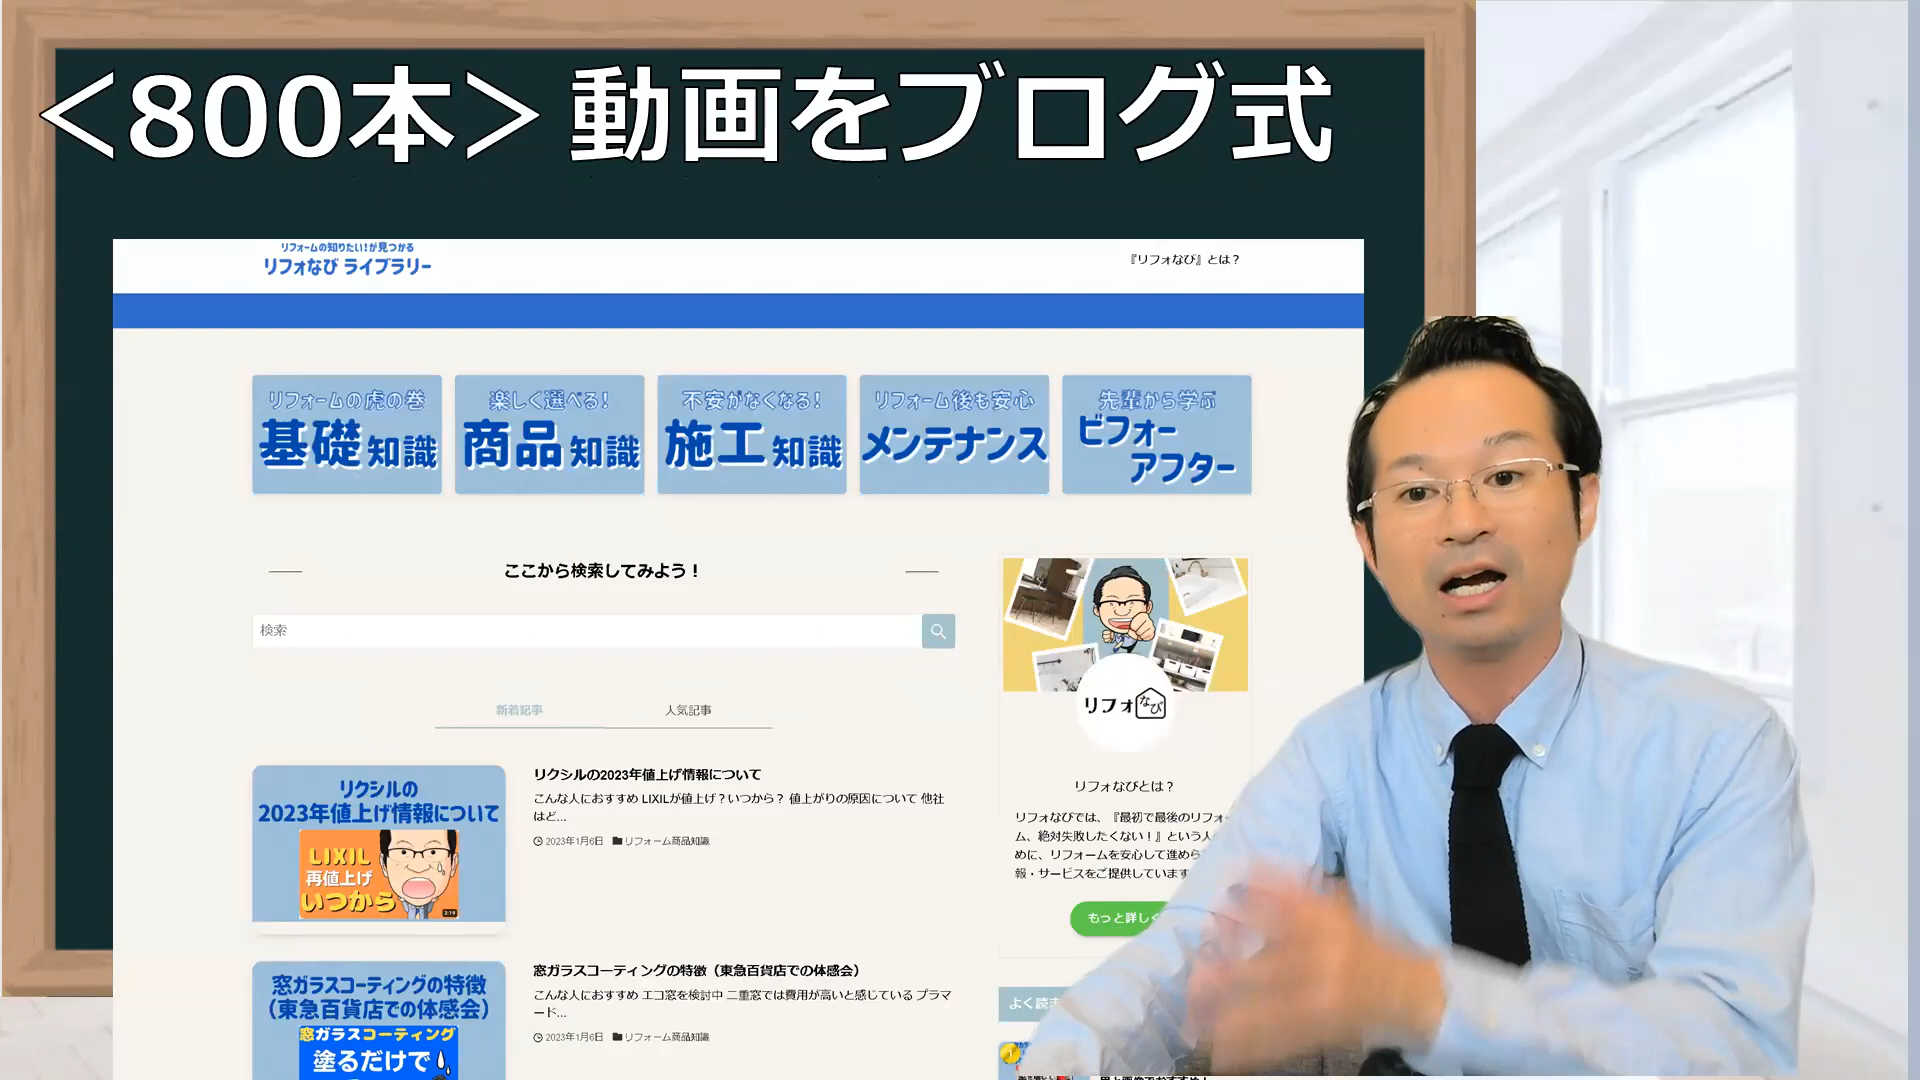 ＜800本＞動画をブログ式
リフォームの知りたい!が見つかる
リフォなび ライブラリー
『リフォなび』とは？
リフォームの虎の巻
基礎知識
楽しく選べる!
商品知識
不安がなくなる!
施工知識
リフォーム後も安心
メンテナンス
先輩から学ぶ
ビフォー
アフター
ここから検索してみよう！
検索
新着記事
人気記事
リクシルの
2023年値上げ情報について
LIXIL
再値上げ
いつから
3:19
リクシルの2023年値上げ情報について
こんな人におすすめ LIXILが値上げ？いつから？ 値上がりの原因について 他社
はど...
2023年1月6日 リフォーム商品知識
窓ガラスコーティングの特徴
（東急百貨店での体感会）
窓ガラスコーティング
塗るだけで
窓ガラスコーティングの特徴（東急百貨店での体感会）
こんな人におすすめ エコ窓を検討中 二重窓では費用が高いと感じている プラマ
ード...
2023年1月6日 リフォーム商品知識
リフォなび
リフォなびとは？
リフォなびでは、『最初で最後のリフォー
ム、絶対失敗したくない！』という人
めに、リフォームを安心して進めら
報・サービスをご提供しています
もっと詳しく
よく読ま